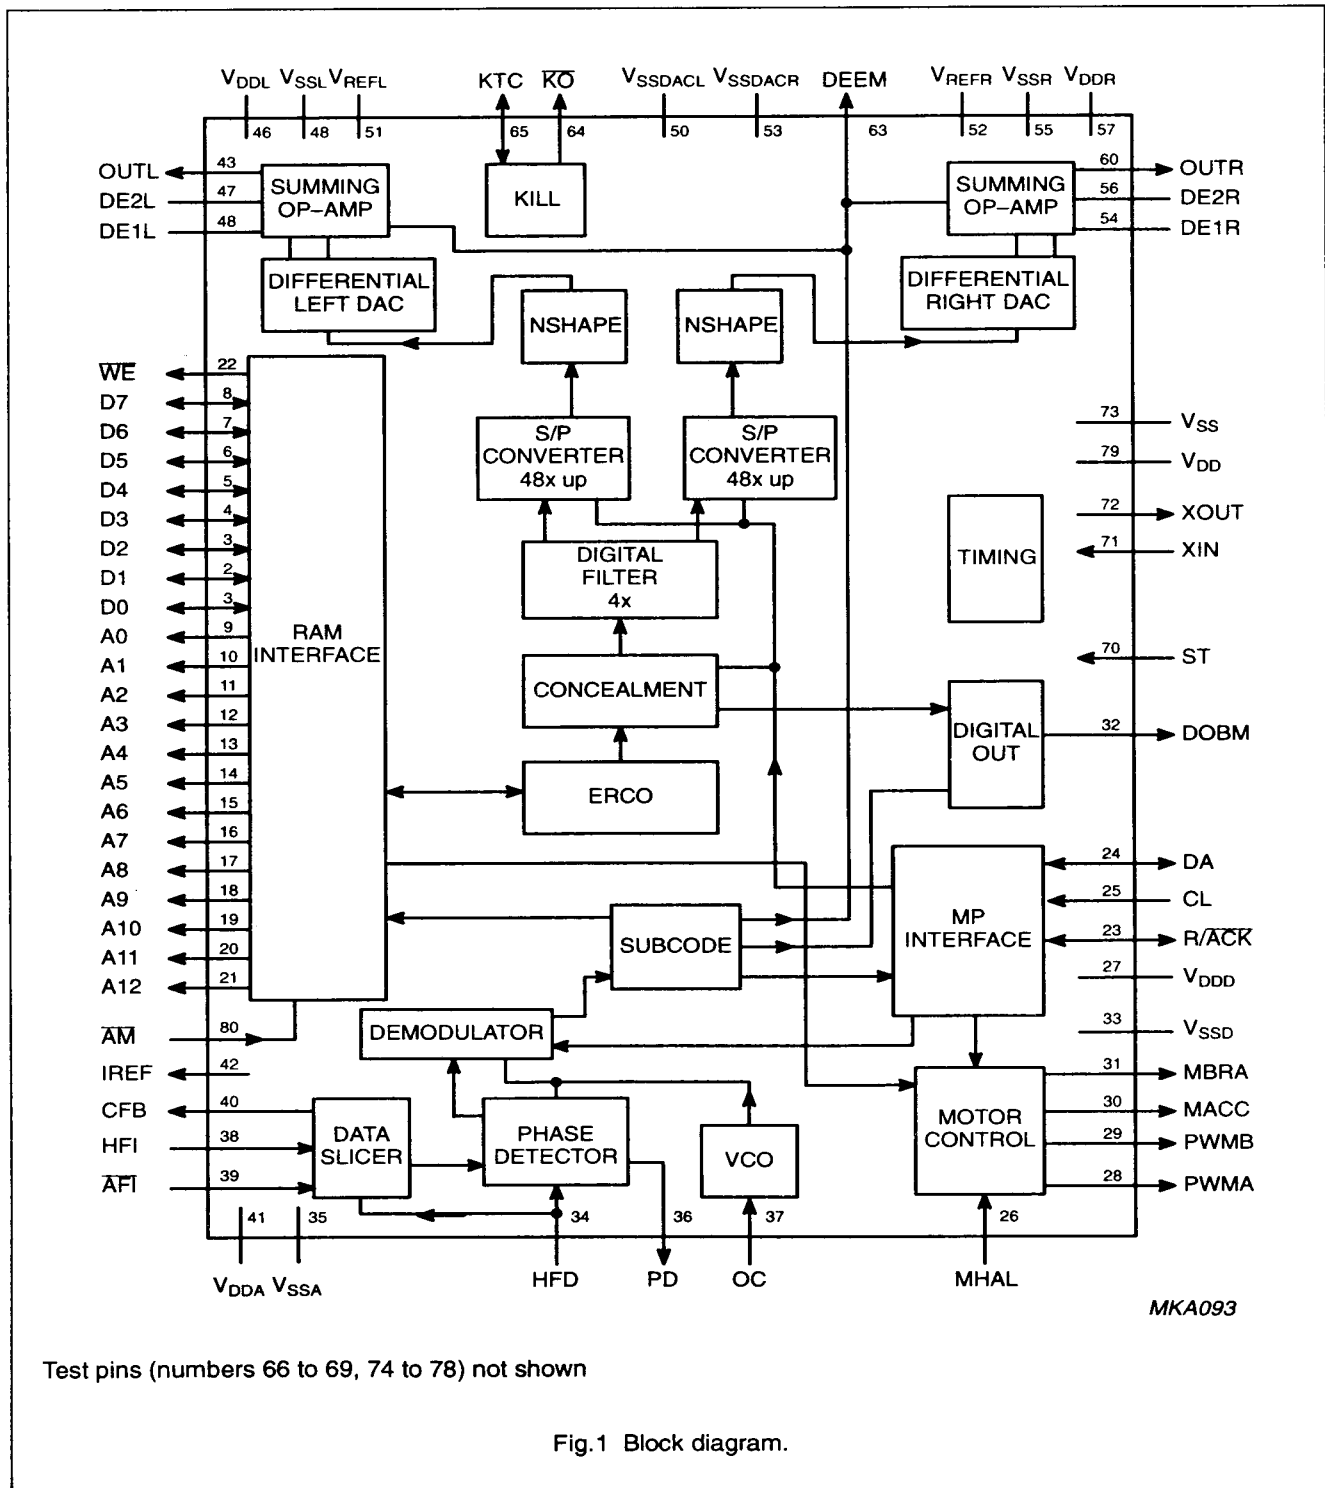 VDDL VSSL VREFL KTC KO VSSDACL VSSDACR DEEM VREFR VSSR VDDR
46 48 51 65 64 50 53 63 52 55 57
OUTL 43
DE2L 47
DE1L 48
SUMMING
OP–AMP
KILL
SUMMING
OP–AMP
60 OUTR
56 DE2R
54 DE1R
DIFFERENTIAL
LEFT DAC
NSHAPE
NSHAPE
DIFFERENTIAL
RIGHT DAC
WE 22
D7 8
D6 7
D5 6
D4 5
D3 4
D2 3
D1 2
D0 3
A0 9
A1 10
A2 11
A3 12
A4 13
A5 14
A6 15
A7 16
A8 17
A9 18
A10 19
A11 20
A12 21
AM 80
IREF 42
CFB 40
HFI 38
AFI 39
RAM
INTERFACE
S/P
CONVERTER
48x up
S/P
CONVERTER
48x up
DIGITAL
FILTER
4x
CONCEALMENT
ERCO
SUBCODE
DEMODULATOR
DATA
SLICER
PHASE
DETECTOR
VCO
TIMING
DIGITAL
OUT
MP
INTERFACE
MOTOR
CONTROL
73 VSS
79 VDD
72 XOUT
71 XIN
70 ST
32 DOBM
24 DA
25 CL
23 R/ACK
27 VDDD
33 VSSD
31 MBRA
30 MACC
29 PWMB
28 PWMA
41 35 34 36 37 26
VDDA VSSA HFD PD OC MHAL
MKA093
Test pins (numbers 66 to 69, 74 to 78) not shown
Fig.1 Block diagram.